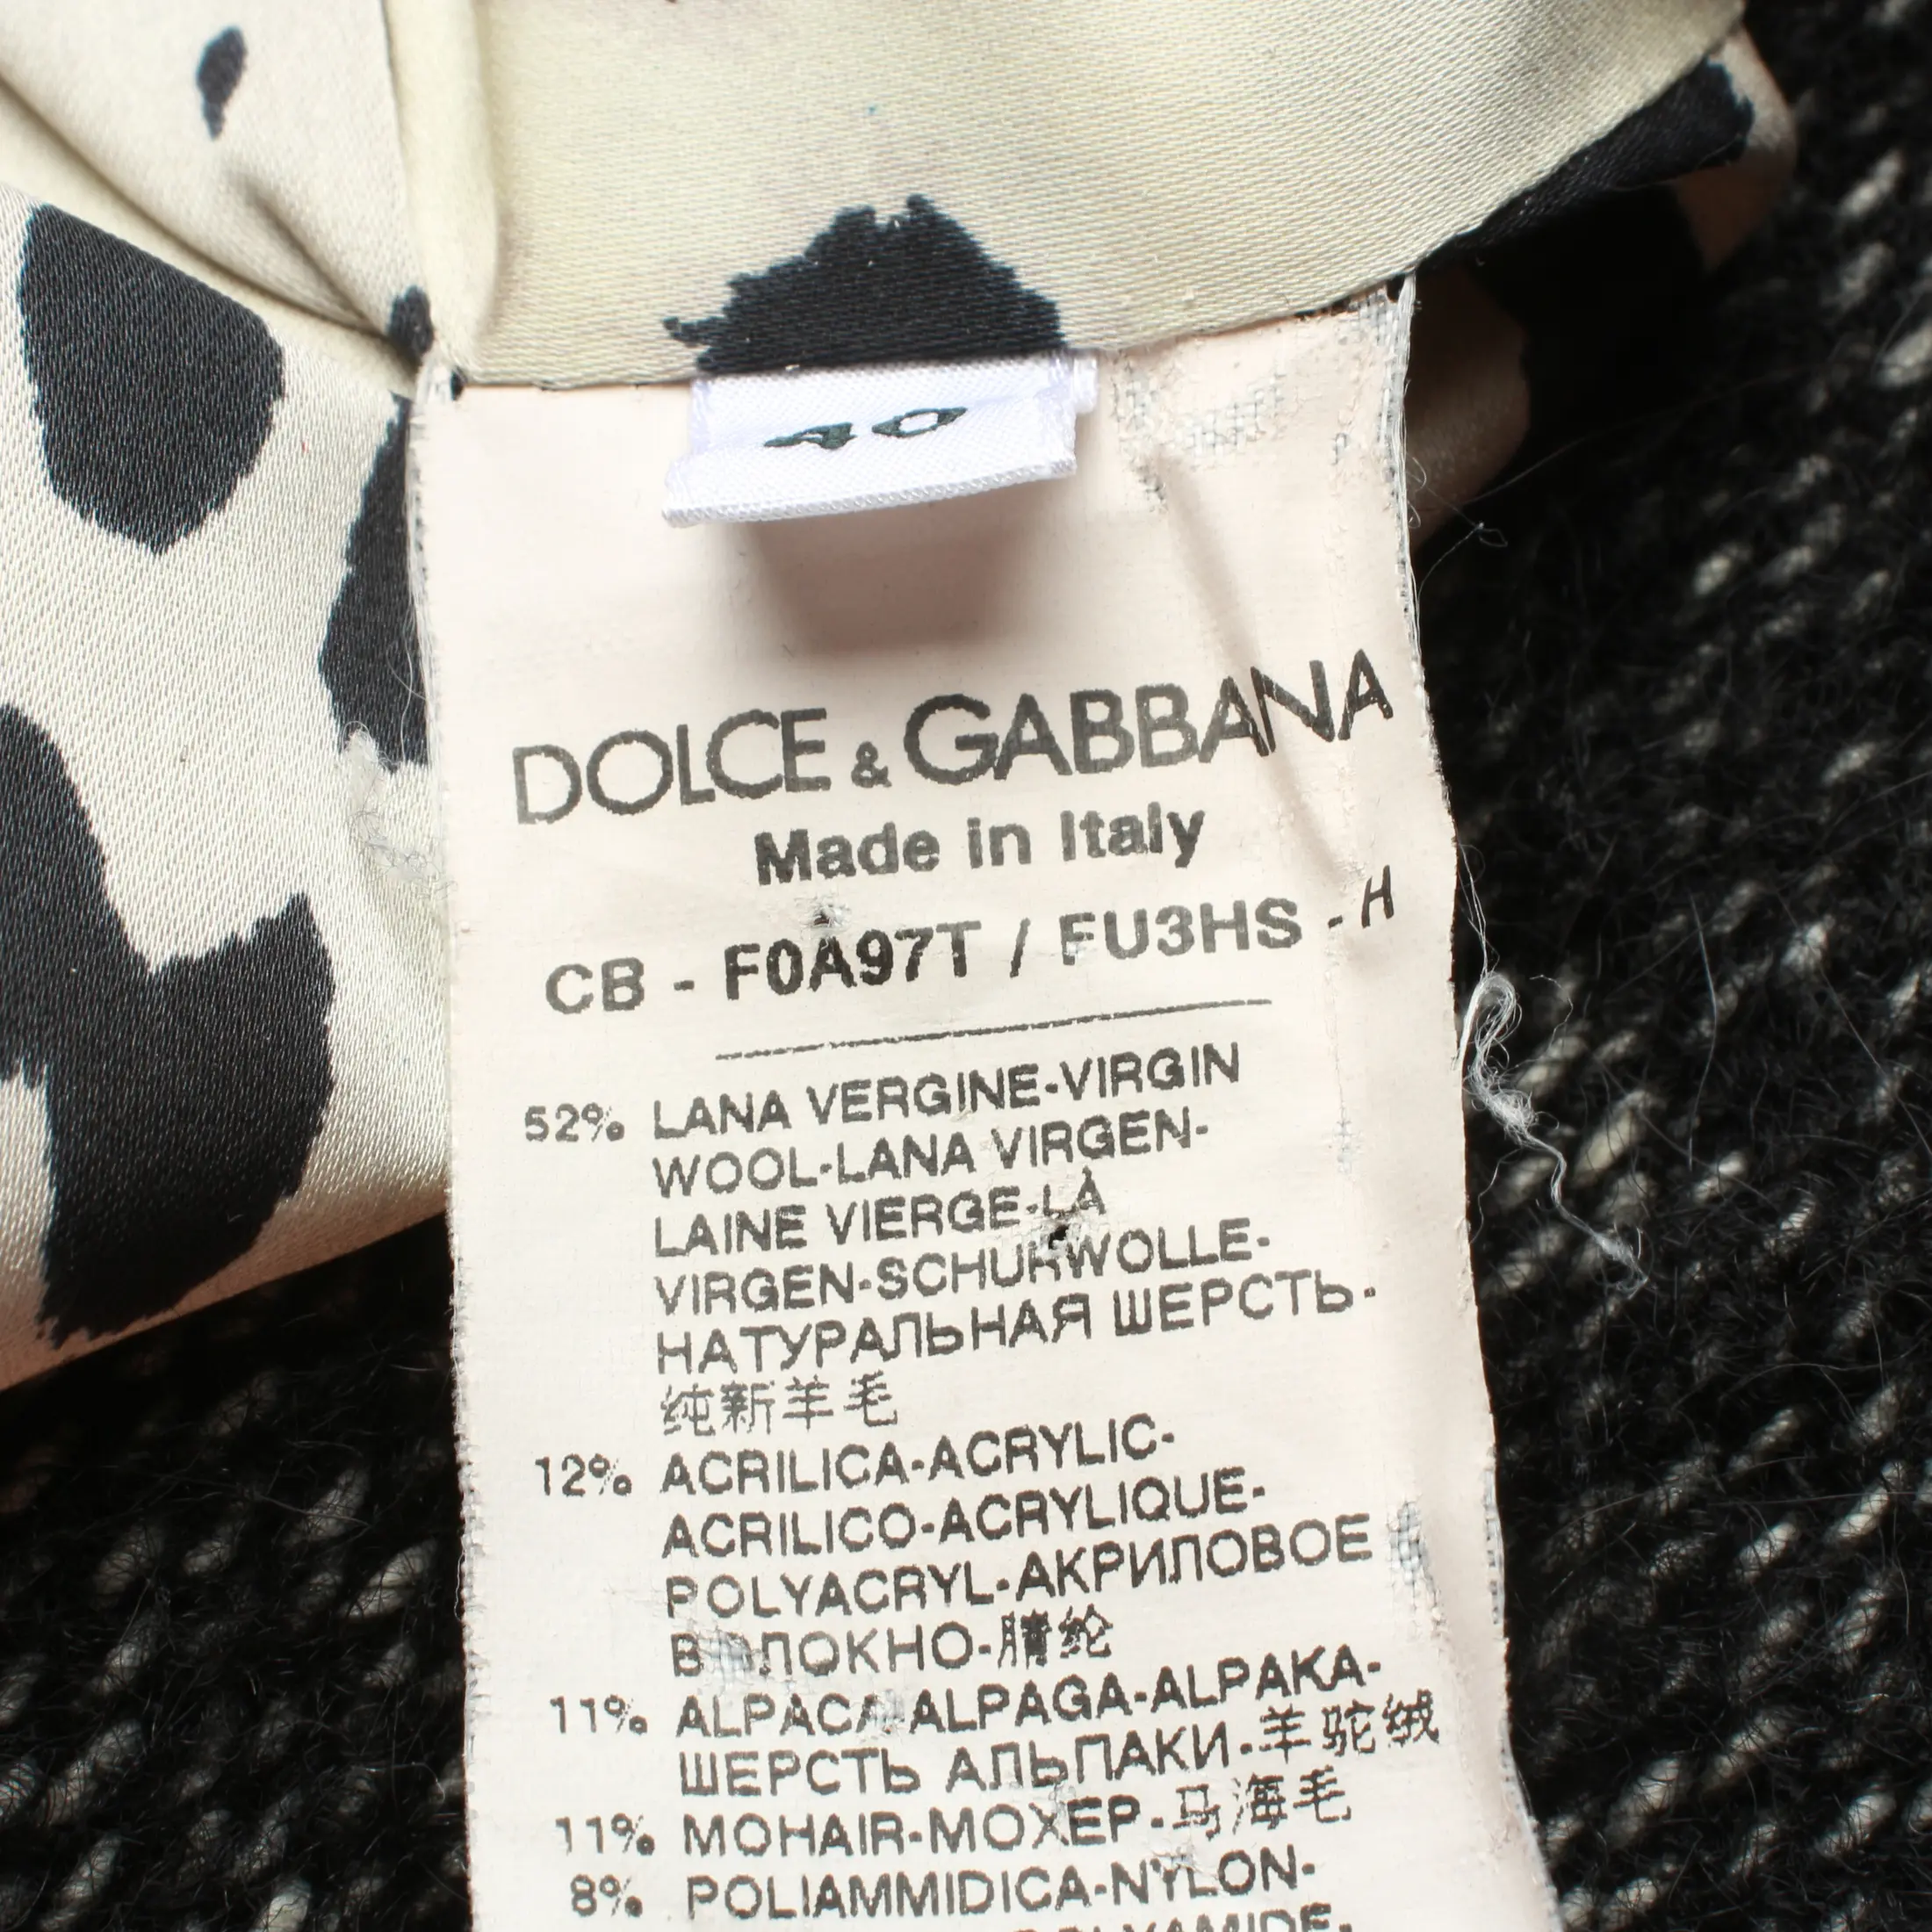 40
DOLCE & GABBANA
Made in Italy
CB - F0A97T / FU3HS - H
52% LANA VERGINE-VIRGIN
WOOL-LANA VIRGEN-
LAINE VIERGE-LÀ
VIRGEN-SCHURWOLLE-
НАТУРАЛЬНАЯ ШЕРСТЬ-
纯新羊毛
12% ACRILICA-ACRYLIC-
ACRILICO-ACRYLIQUE-
POLYACRYL-АКРИЛОВОЕ
ВОЛОКНО-腈纶
11% ALPACA-ALPAGA-ALPAKA-
ШЕРСТЬ АЛЬПАКИ-羊驼绒
11% MOHAIR-МОХЕР-马海毛
8% POLIAMMIDICA-NYLON-